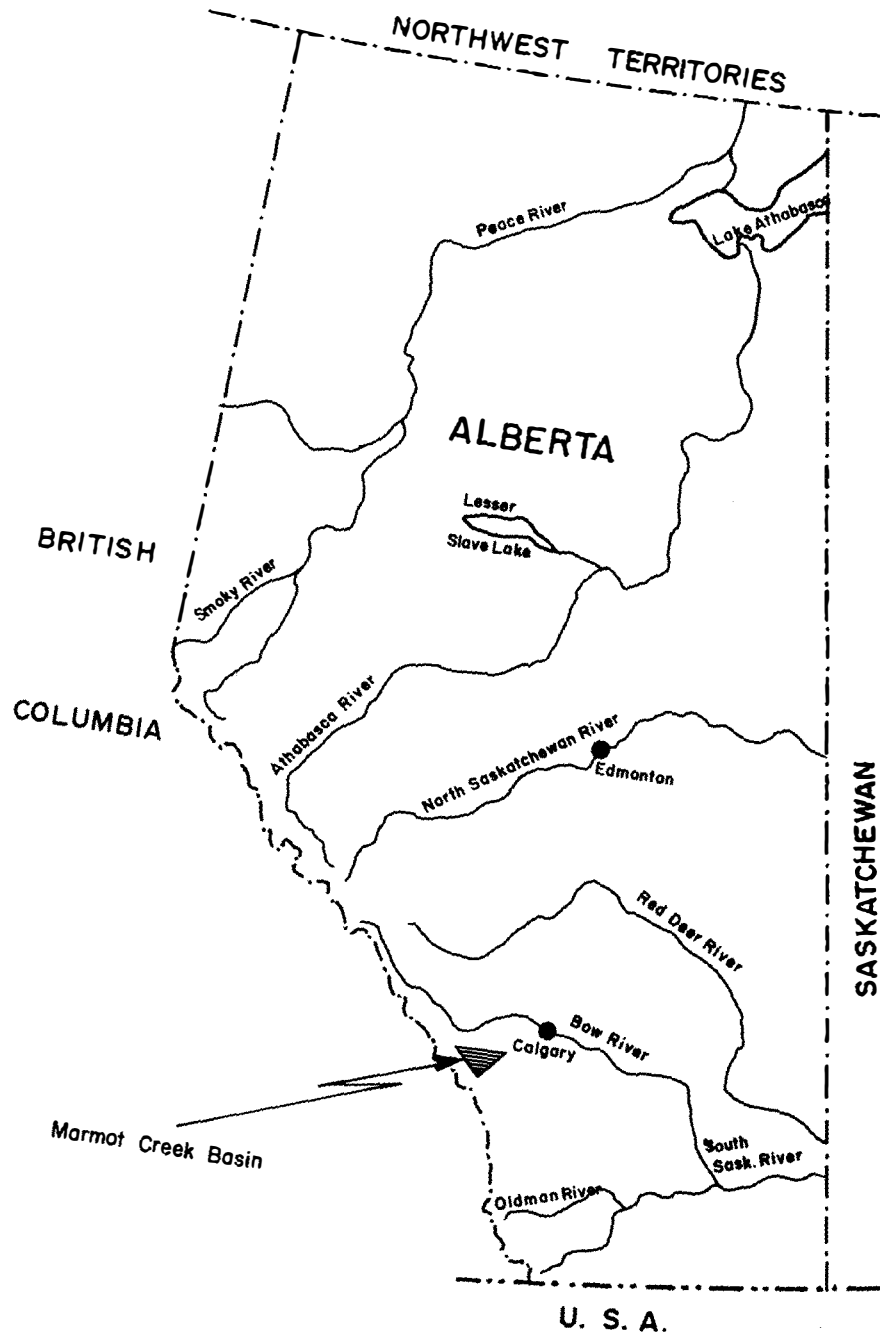 NORTHWEST TERRITORIES
Peace River
Lake Athabasca
ALBERTA
Lesser
Slave Lake
BRITISH
Smoky River
COLUMBIA
Athabasca River
North Saskatchewan River
Edmonton
SASKATCHEWAN
Red Deer River
Bow River
Calgary
Marmot Creek Basin
South
Sask. River
Oldman River
U. S. A.